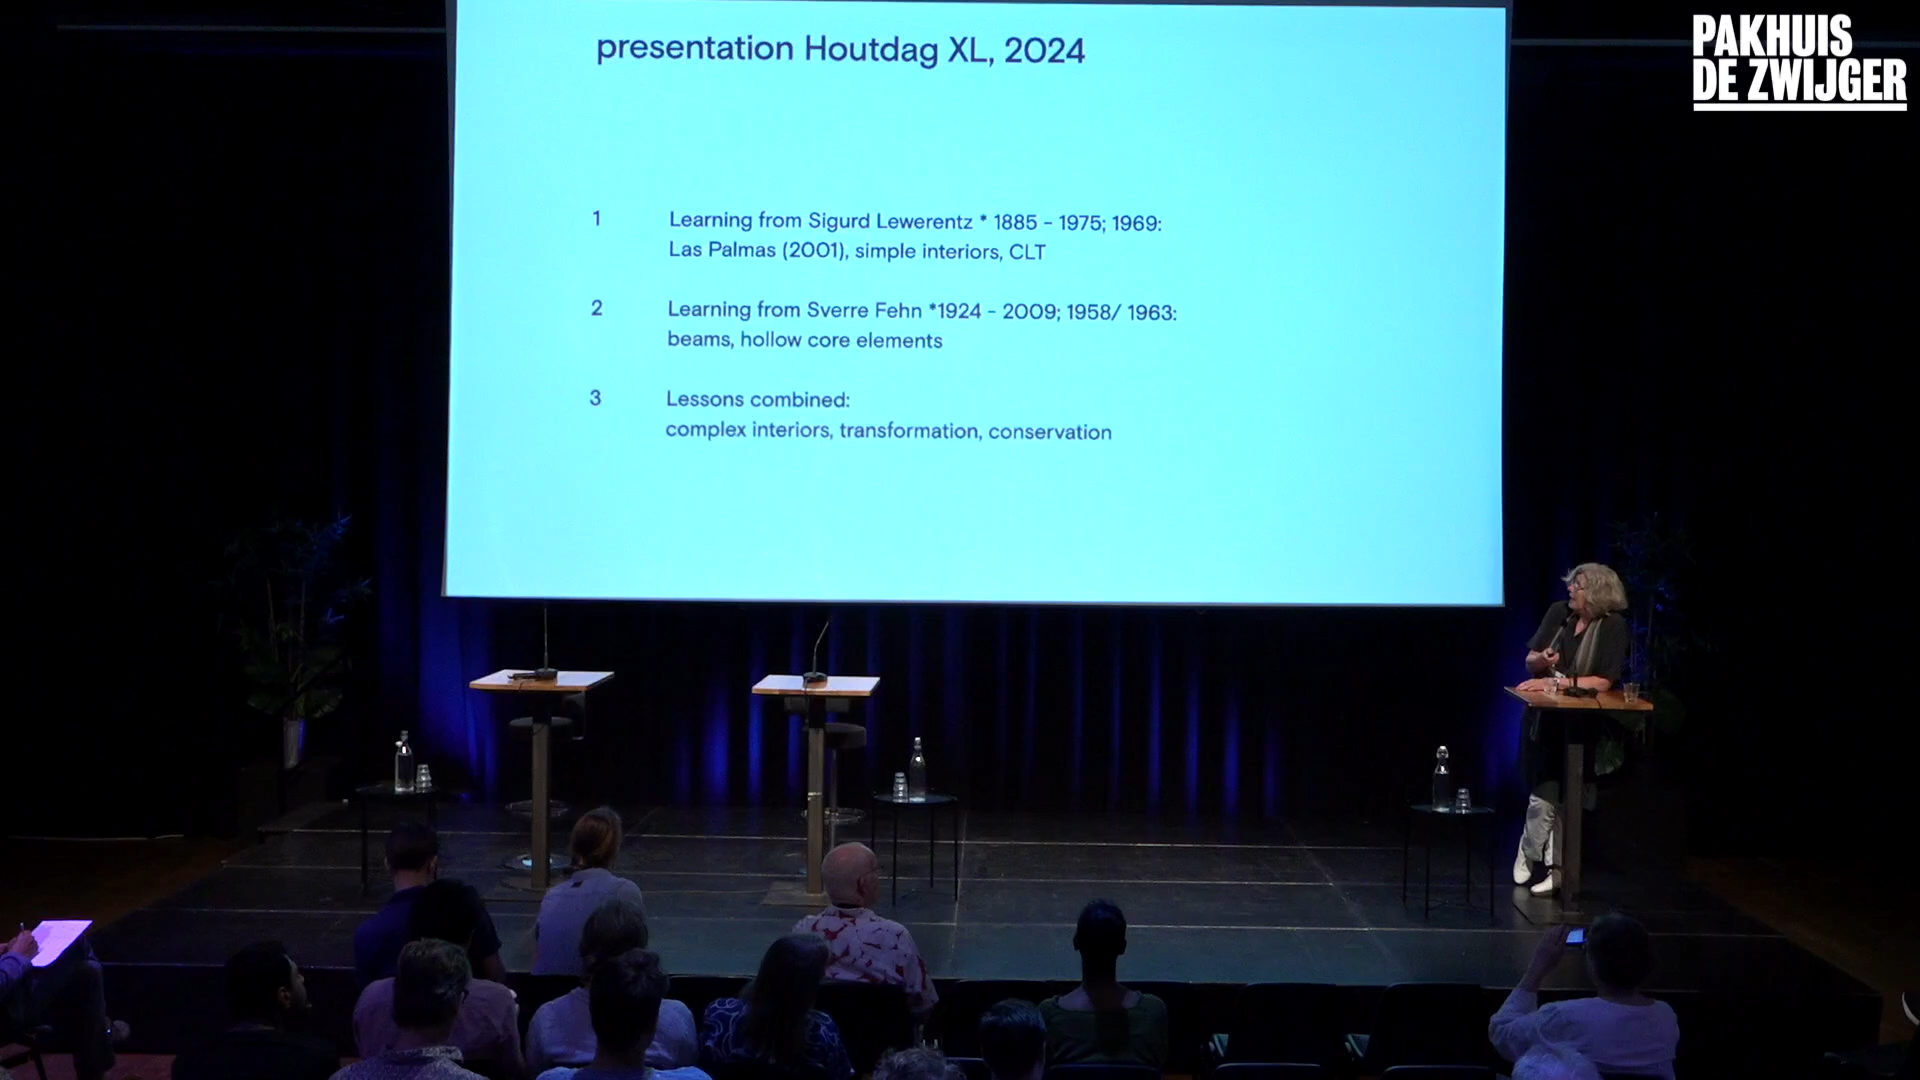 PAKHUIS
DE ZWIJGER
presentation Houtdag XL, 2024
1 Learning from Sigurd Lewerentz * 1885 - 1975; 1969:
Las Palmas (2001), simple interiors, CLT
2 Learning from Sverre Fehn *1924 - 2009; 1958/ 1963:
beams, hollow core elements
3 Lessons combined:
complex interiors, transformation, conservation